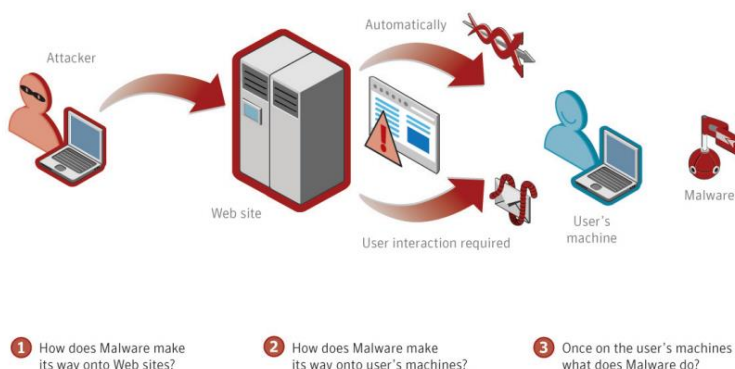 Automatically
Attacker
Malware
Web site
User's
machine
User interaction required
1 How does Malware make
its way onto Web sites?
2 How does Malware make
its way onto user's machines?
3 Once on the user's machines
what does Malware do?